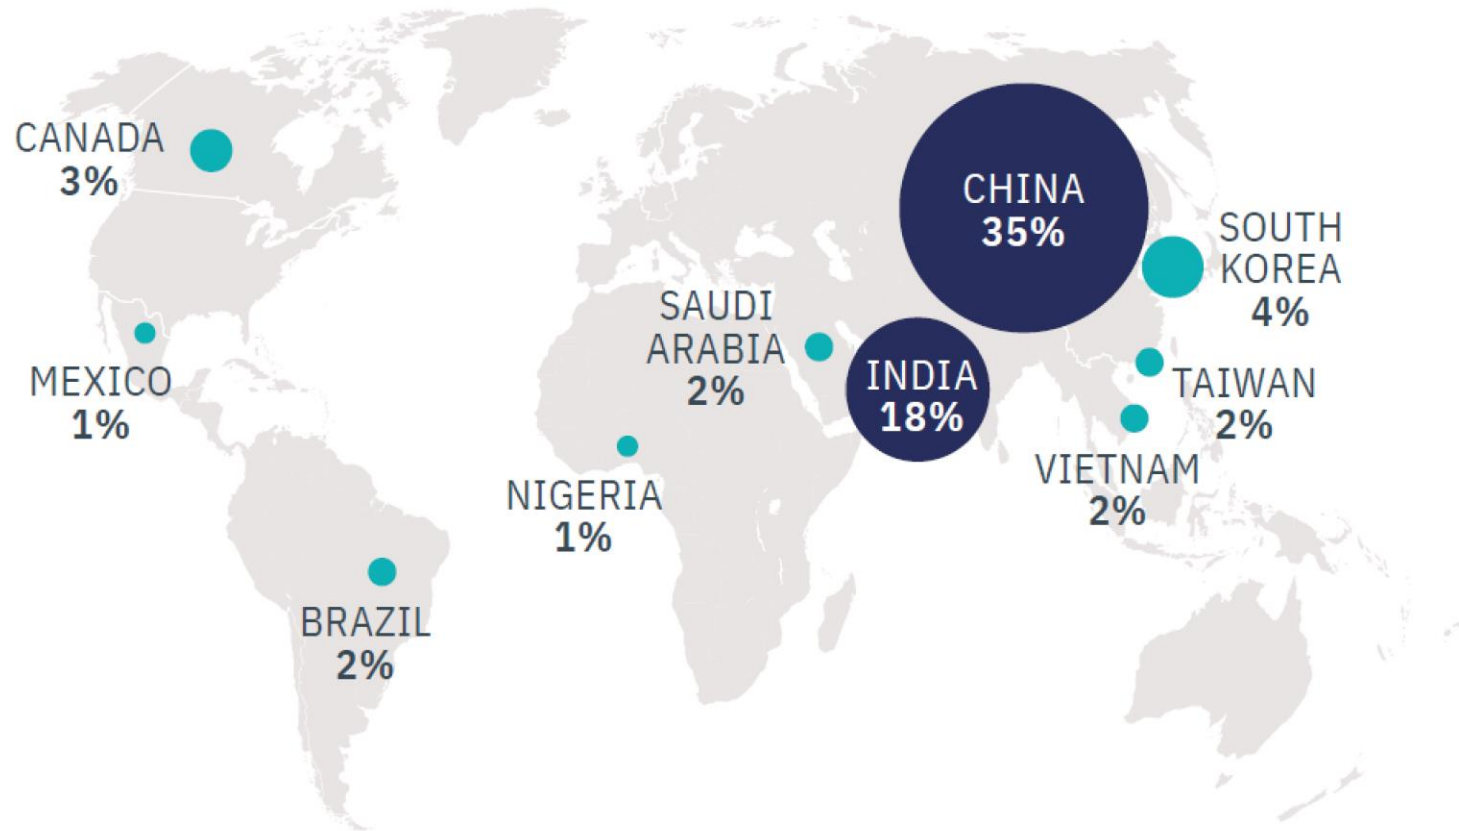 CANADA
3%
CHINA
35%
SOUTH
KOREA
4%
SAUDI
ARABIA
2%
INDIA
18%
MEXICO
1%
TAIWAN
2%
VIETNAM
2%
NIGERIA
1%
BRAZIL
2%